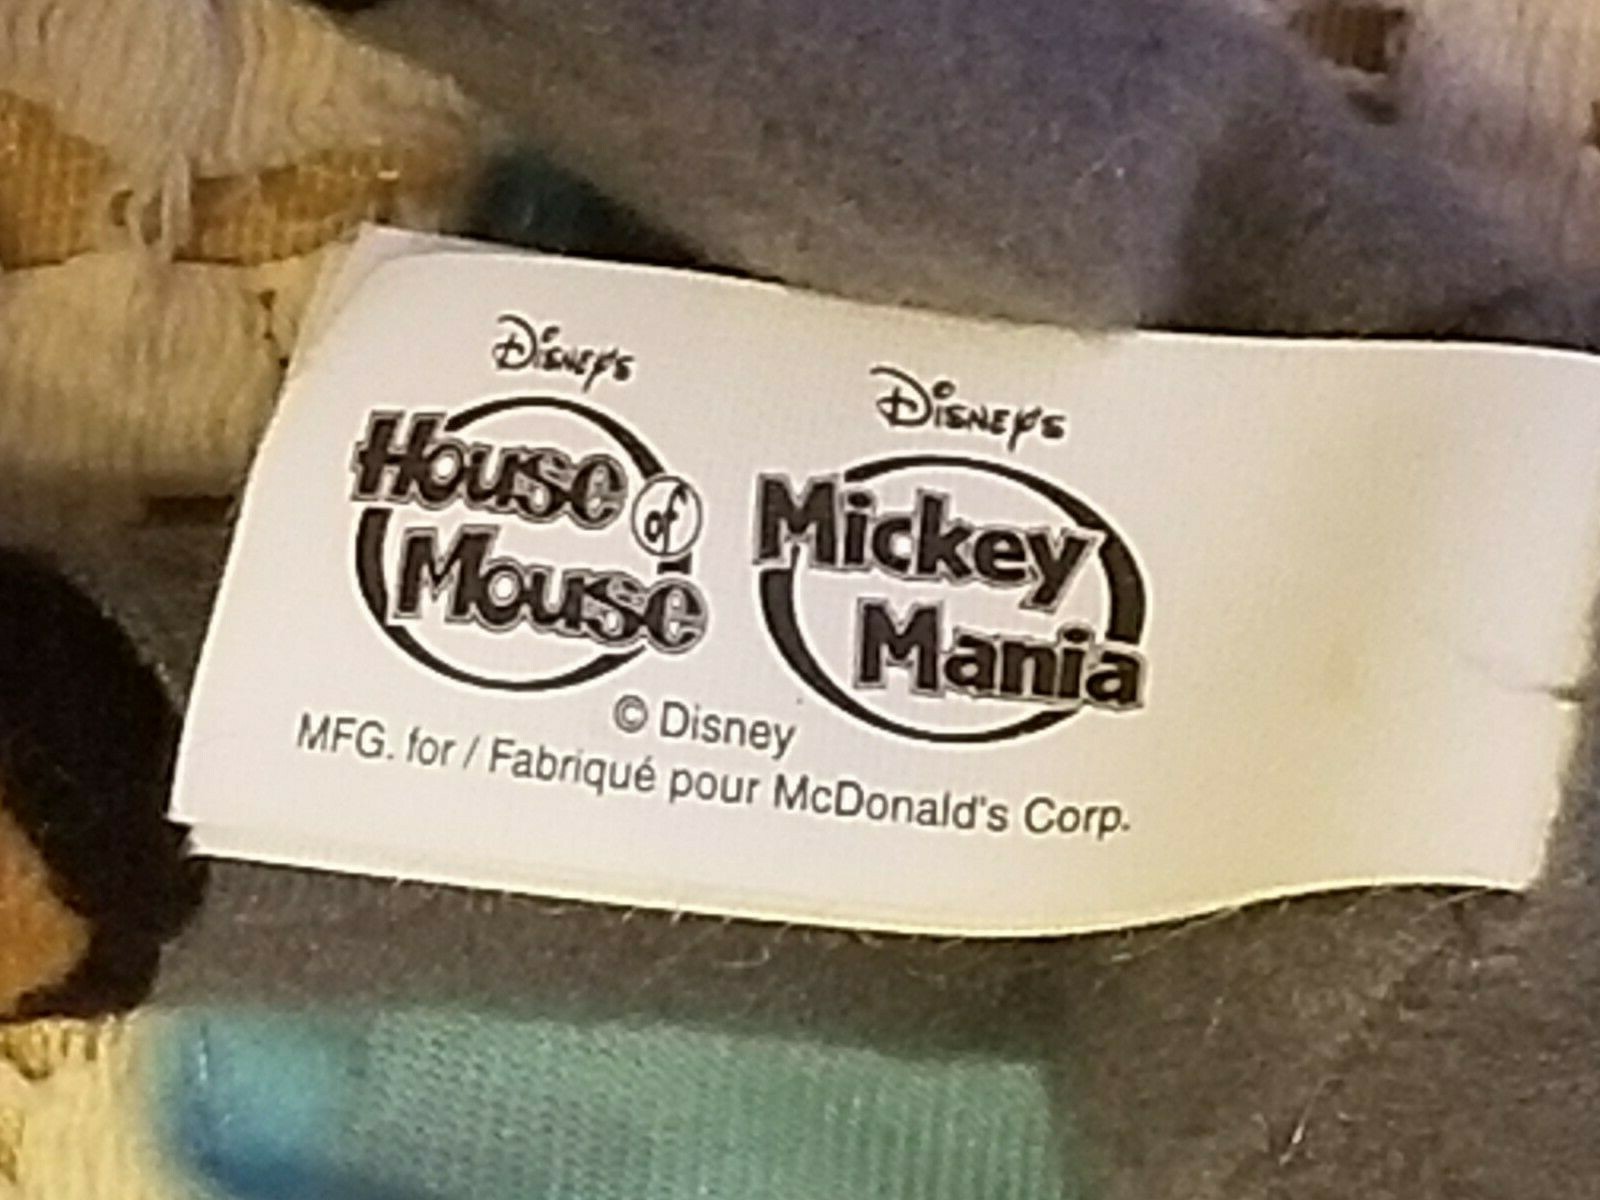 Disney's
House of
Mouse
Disney's
Mickey
Mania
© Disney
MFG. for / Fabriqué pour McDonald's Corp.